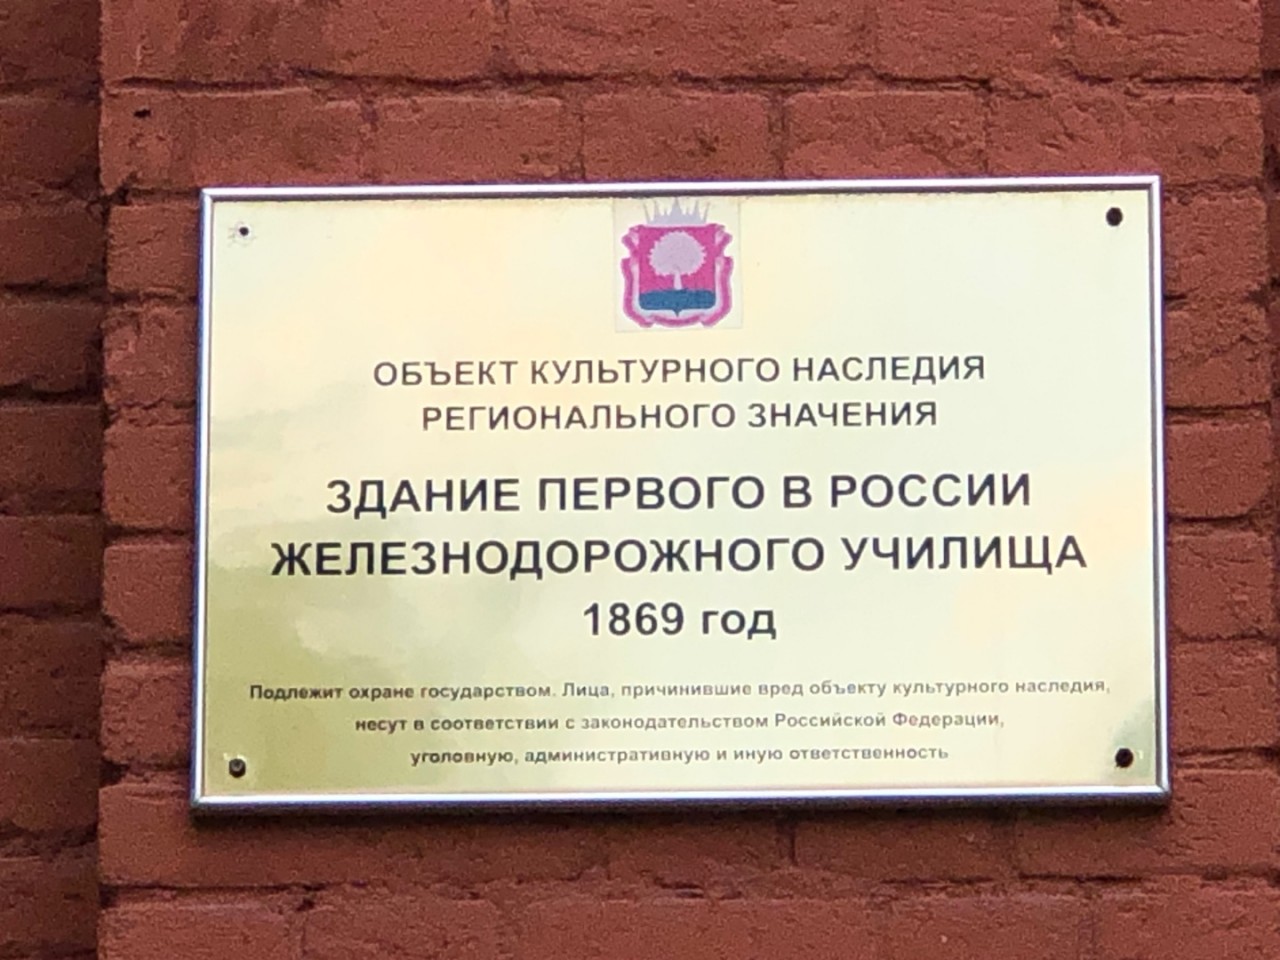 ОБЪЕКТ КУЛЬТУРНОГО НАСЛЕДИЯ
РЕГИОНАЛЬНОГО ЗНАЧЕНИЯ
ЗДАНИЕ ПЕРВОГО В РОССИИ
ЖЕЛЕЗНОДОРОЖНОГО УЧИЛИЩА
1869 год
Подлежит охране государством. Лица, причинившие вред объекту культурного наследия,
несут в соответствии с законодательством Российской Федерации,
уголовную, административную и иную ответственность